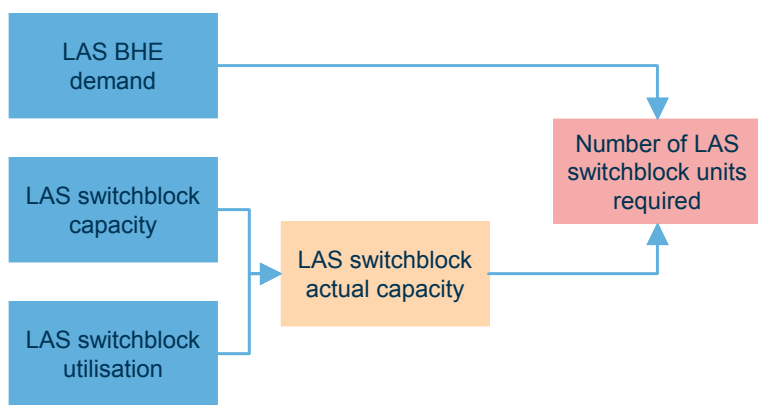 LAS BHE
demand
Number of LAS
switchblock units
required
LAS switchblock
capacity
LAS switchblock
actual capacity
LAS switchblock
utilisation